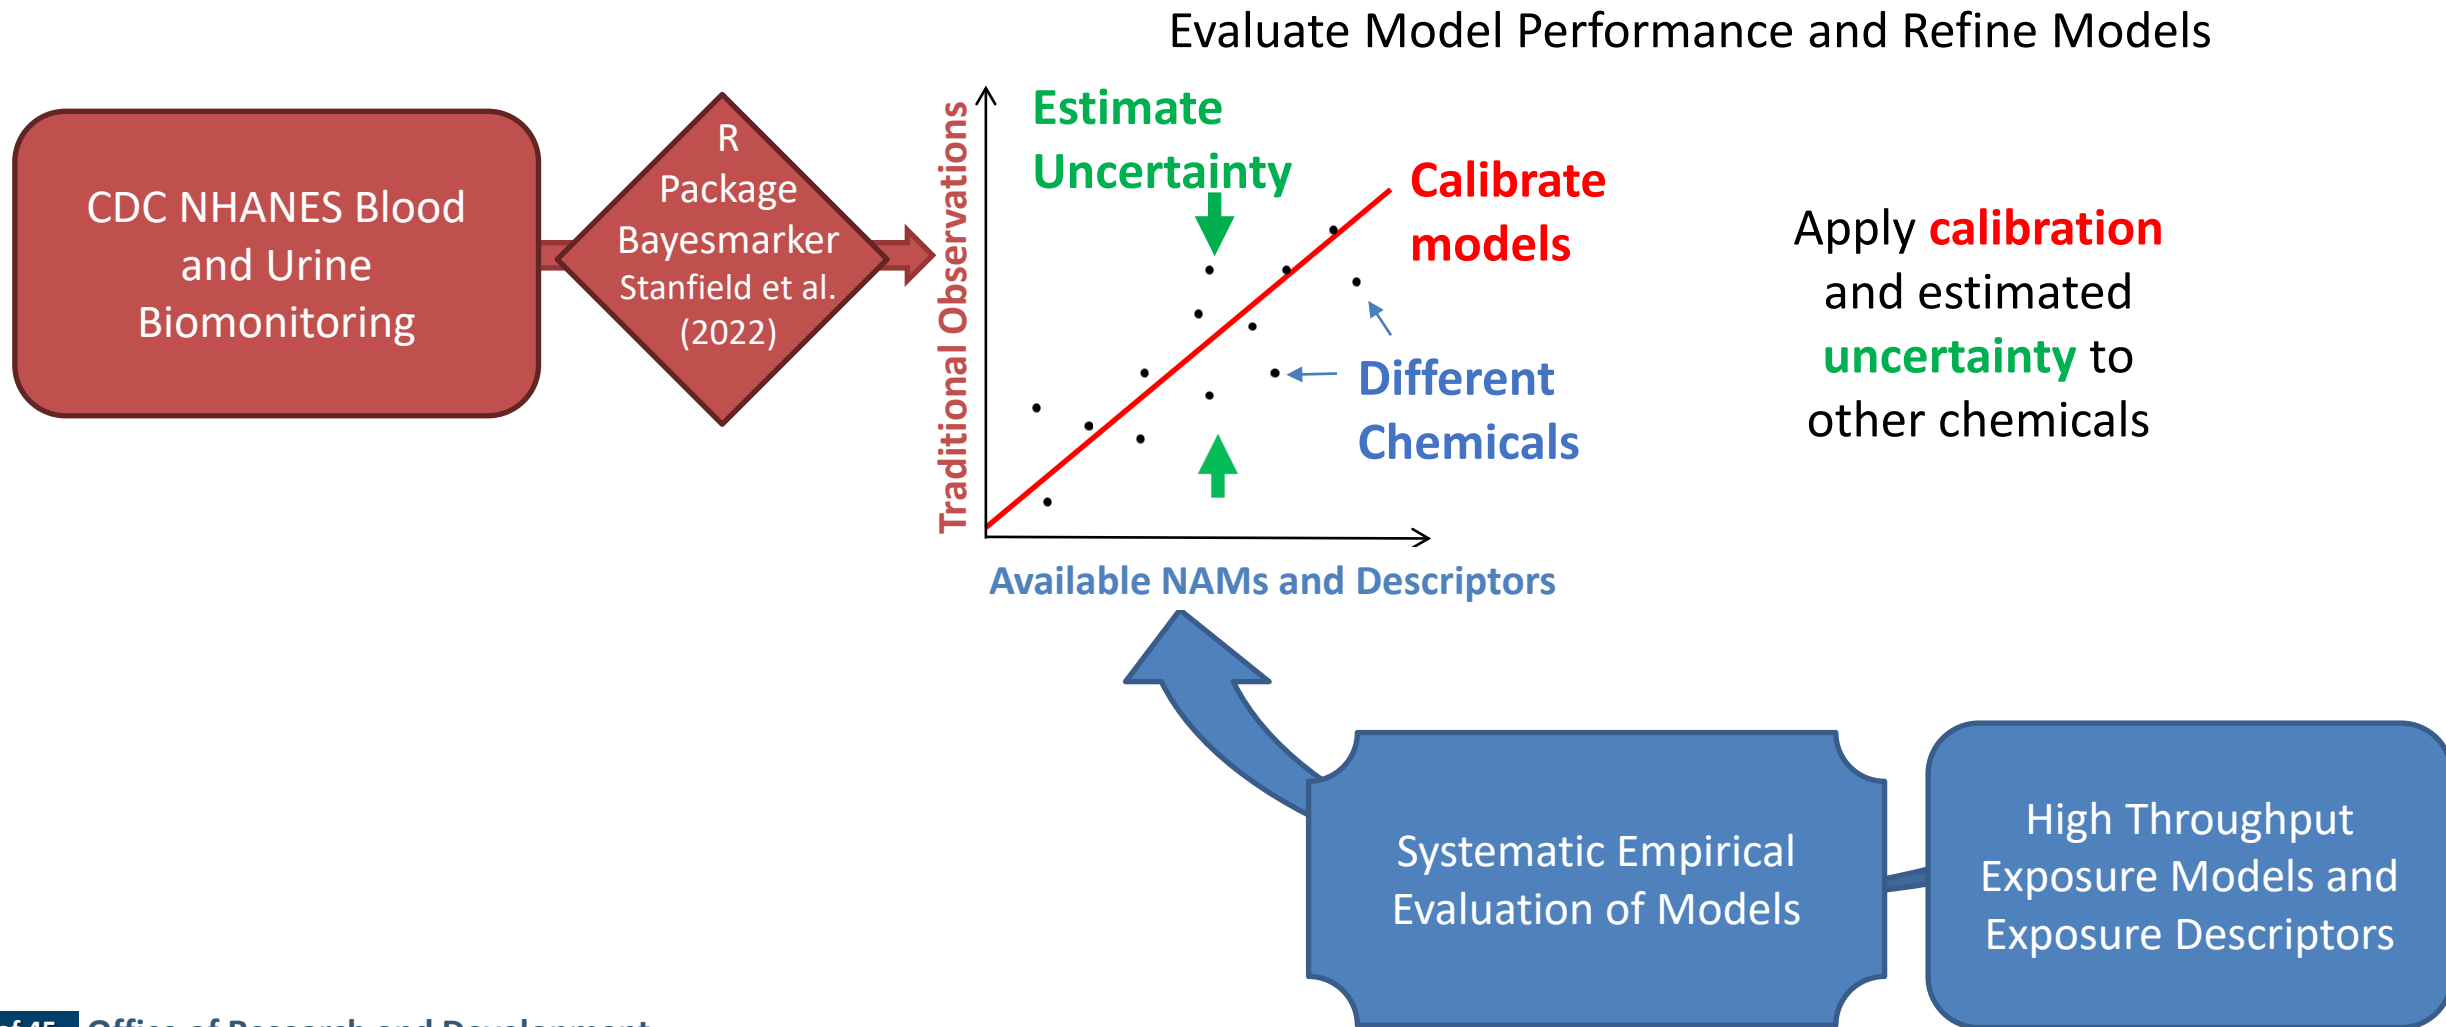 Evaluate Model Performance and Refine Models
CDC NHANES Blood
and Urine
Biomonitoring
R
Package
Bayesmarker
Stanfield et al.
(2022)
Traditional Observations
Estimate
Uncertainty
Calibrate
models
Different
Chemicals
Available NAMs and Descriptors
Apply calibration
and estimated
uncertainty to
other chemicals
Systematic Empirical
Evaluation of Models
High Throughput
Exposure Models and
Exposure Descriptors
of 45
Office of Research and Development